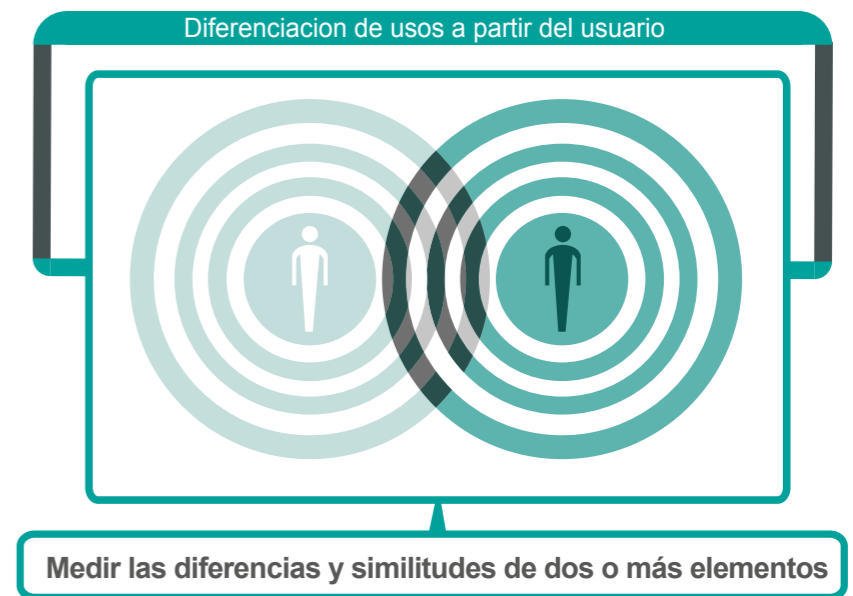 Diferenciacion de usos a partir del usuario
Medir las diferencias y similitudes de dos o más elementos